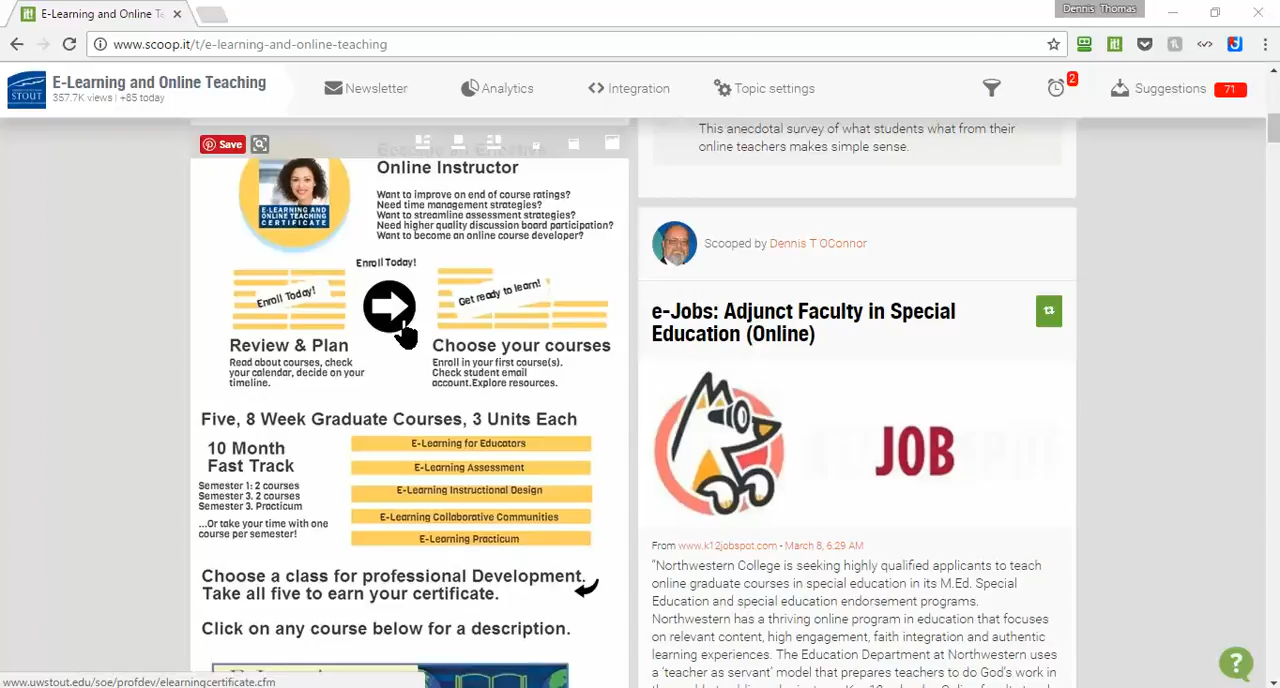 E-Learning and Online Te
Dennis Thomas
www.scoop.it/t/e-learning-and-online-teaching
STOUT
E-Learning and Online Teaching
357.7K views | +85 today
Newsletter
Analytics
Integration
Topic settings
2
Suggestions 71
Save
Online Instructor
Want to improve on end of course ratings?
Need time management strategies?
Want to streamline assessment strategies?
Need higher quality discussion board participation?
Want to become an online course developer?
E-LEARNING AND
ONLINE TEACHING
CERTIFICATE
Enroll Today!
Enroll Today!
Get ready to learn!
Review & Plan
Read about courses, check
your calendar, decide on your
timeline.
Choose your courses
Enroll in your first course(s).
Check student email
account.Explore resources.
Five, 8 Week Graduate Courses, 3 Units Each
10 Month
Fast Track
Semester 1: 2 courses
Semester 3. 2 courses
Semester 3. Practicum
...Or take your time with one
course per semester!
E-Learning for Educators
E-Learning Assessment
E-Learning Instructional Design
E-Learning Collaborative Communities
E-Learning Practicum
Choose a class for professional Development.
Take all five to earn your certificate.
Click on any course below for a description.
www.uwstout.edu/soe/profdev/elearningcertificate.cfm
This anecdotal survey of what students what from their
online teachers makes simple sense.
Scooped by Dennis T OConnor
e-Jobs: Adjunct Faculty in Special
Education (Online)
JOB
From www.k12jobspot.com - March 8, 6:29 AM
"Northwestern College is seeking highly qualified applicants to teach
online graduate courses in special education in its M.Ed. Special
Education and special education endorsement programs.
Northwestern has a thriving online program in education that focuses
on relevant content, high engagement, faith integration and authentic
learning experiences. The Education Department at Northwestern uses
a 'teacher as servant' model that prepares teachers to do God's work in
?